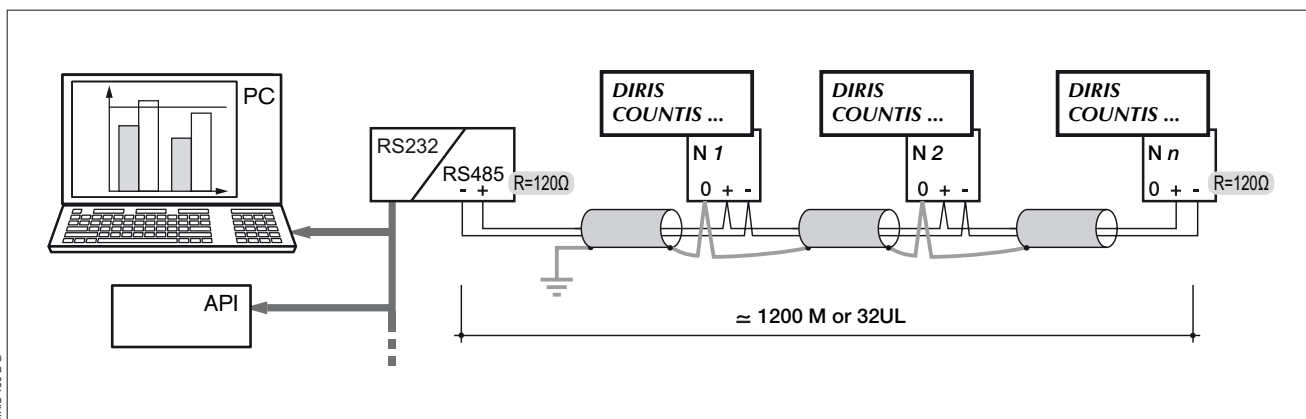 PC
API
RS232
RS485
- +
R=120Ω
DIRIS
COUNTIS ...
N 1
0 + -
DIRIS
COUNTIS ...
N 2
0 + -
DIRIS
COUNTIS ...
N n
0 + -
R=120Ω
≃ 1200 M or 32UL